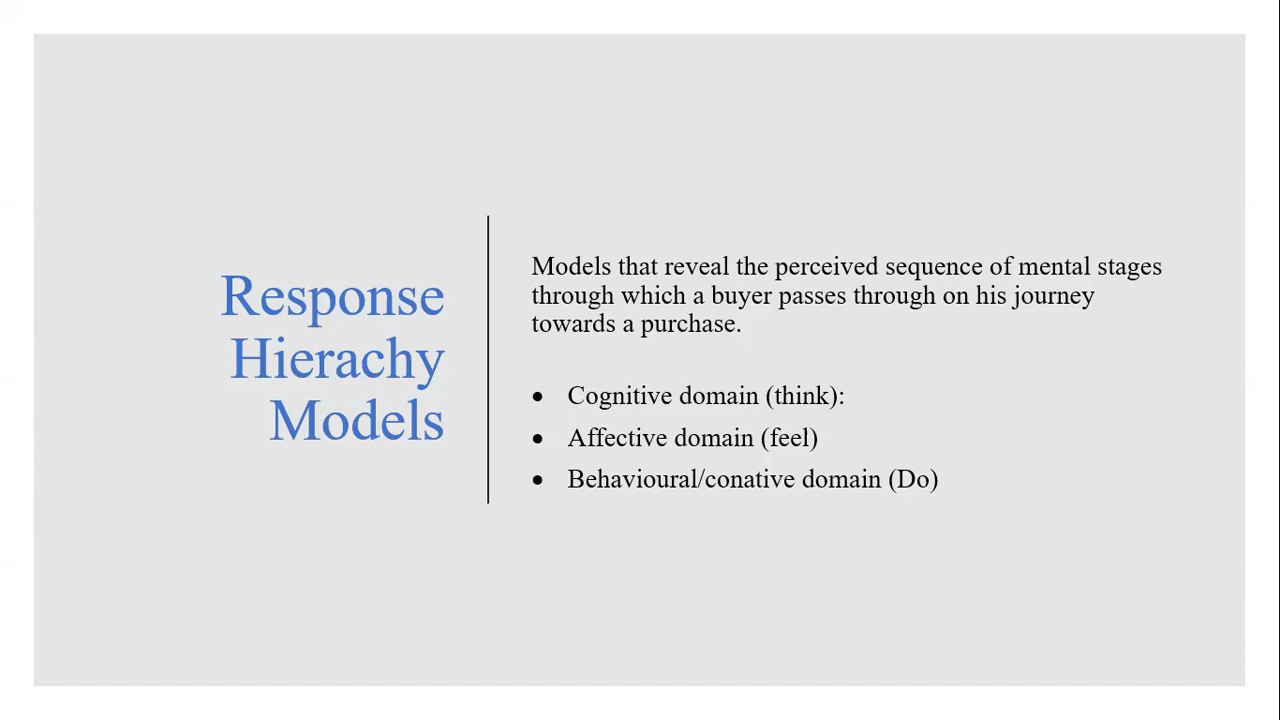 Response
Hierachy
Models
Models that reveal the perceived sequence of mental stages
through which a buyer passes through on his journey
towards a purchase.
• Cognitive domain (think):
• Affective domain (feel)
• Behavioural/conative domain (Do)